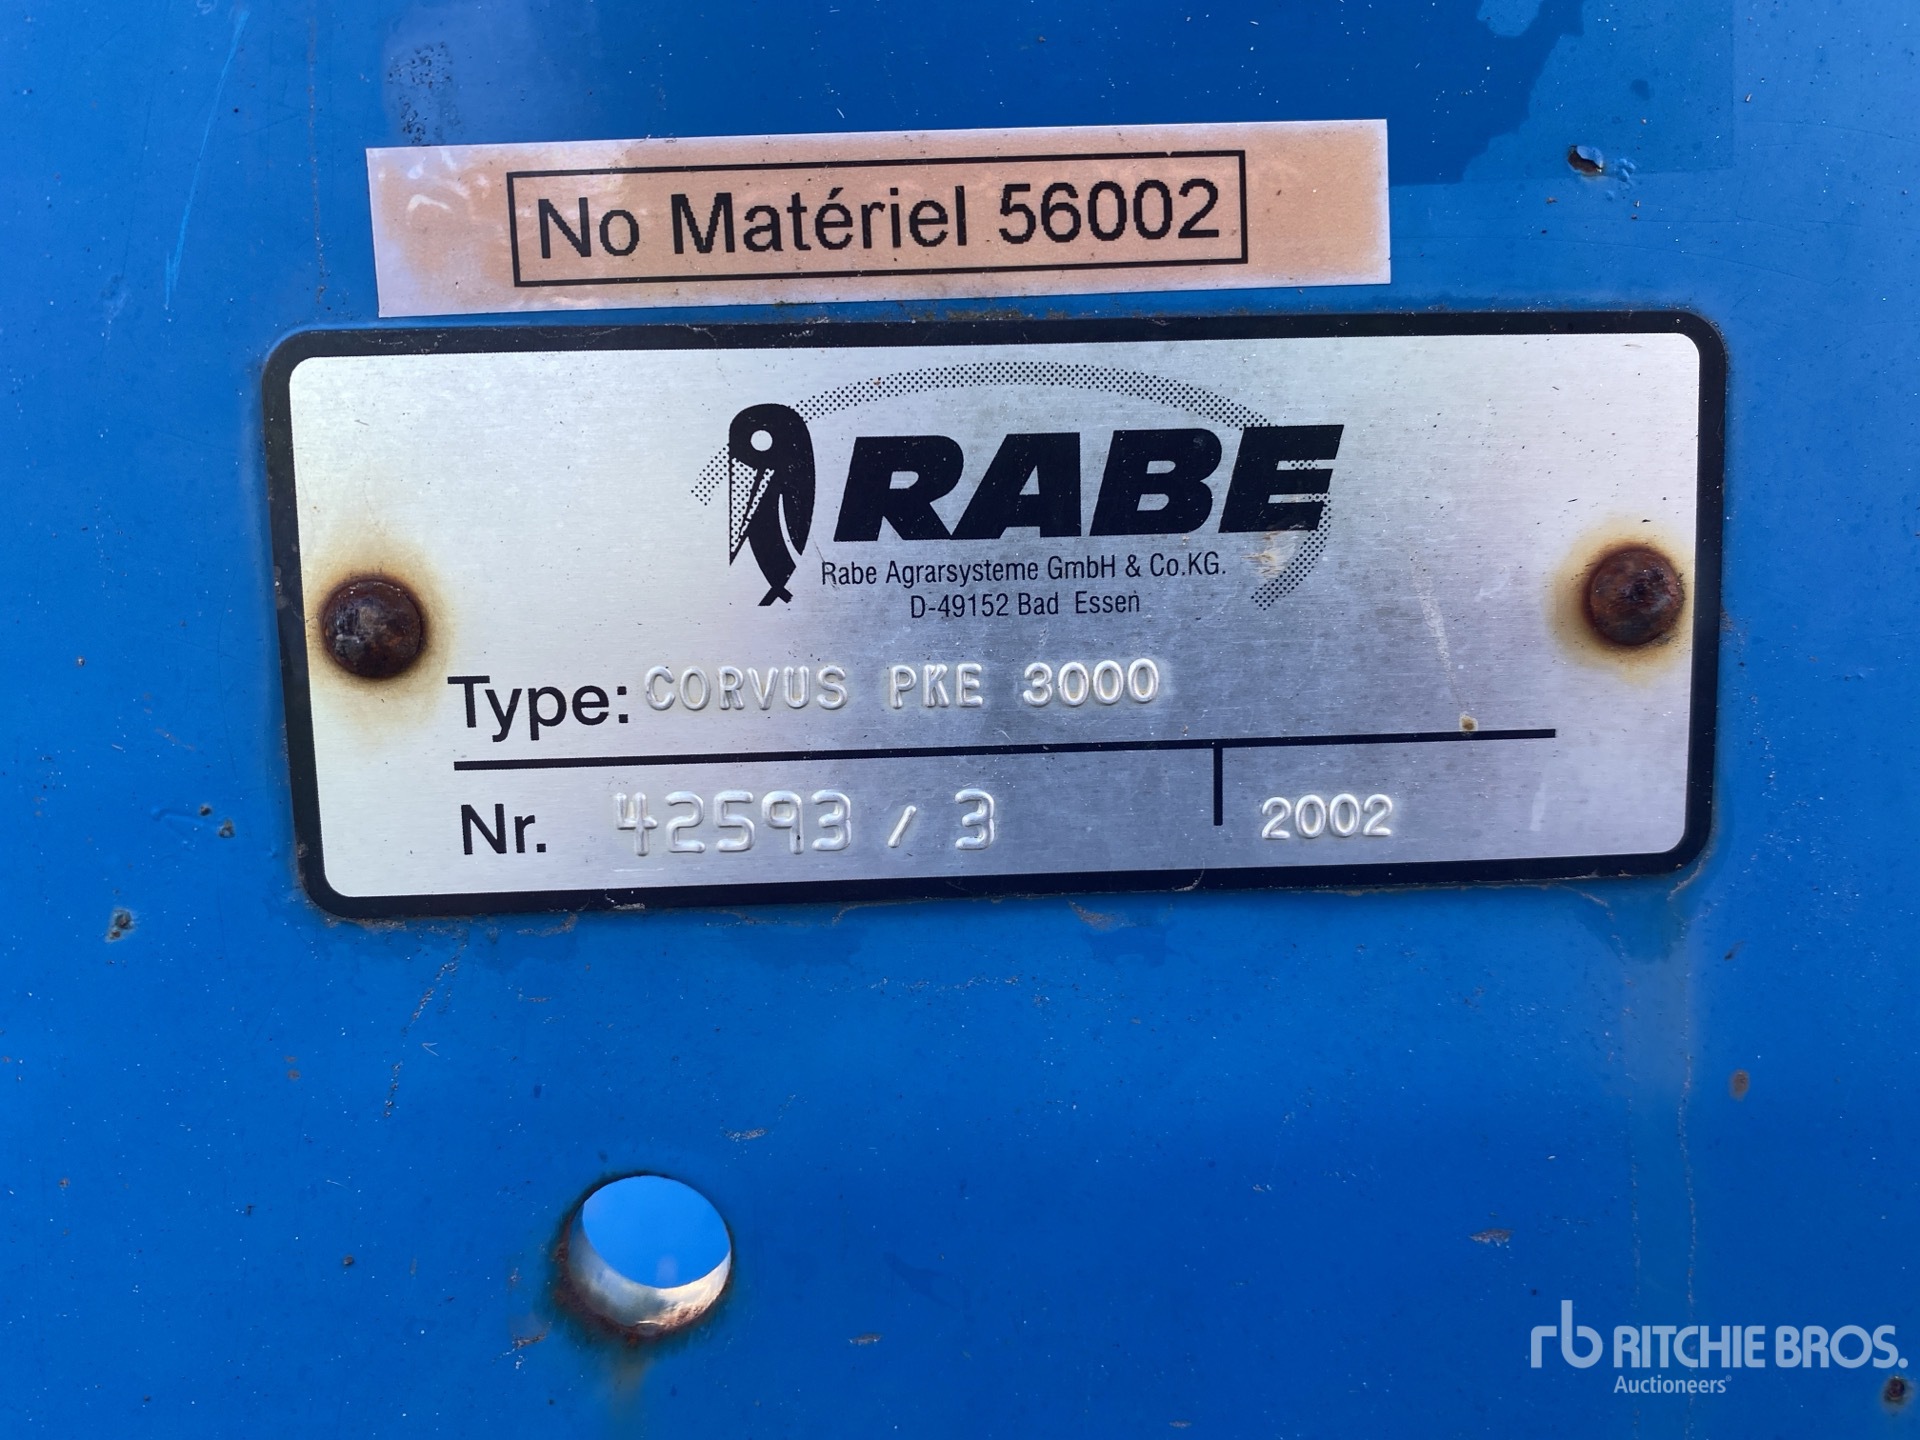 No Matériel 56002
RABE
Rabe Agrarsysteme GmbH & Co.KG.
D-49152 Bad Essen
Type: CORVUS PKE 3000
Nr. 42593 / 3 2002
rb RITCHIE BROS.
Auctioneers®